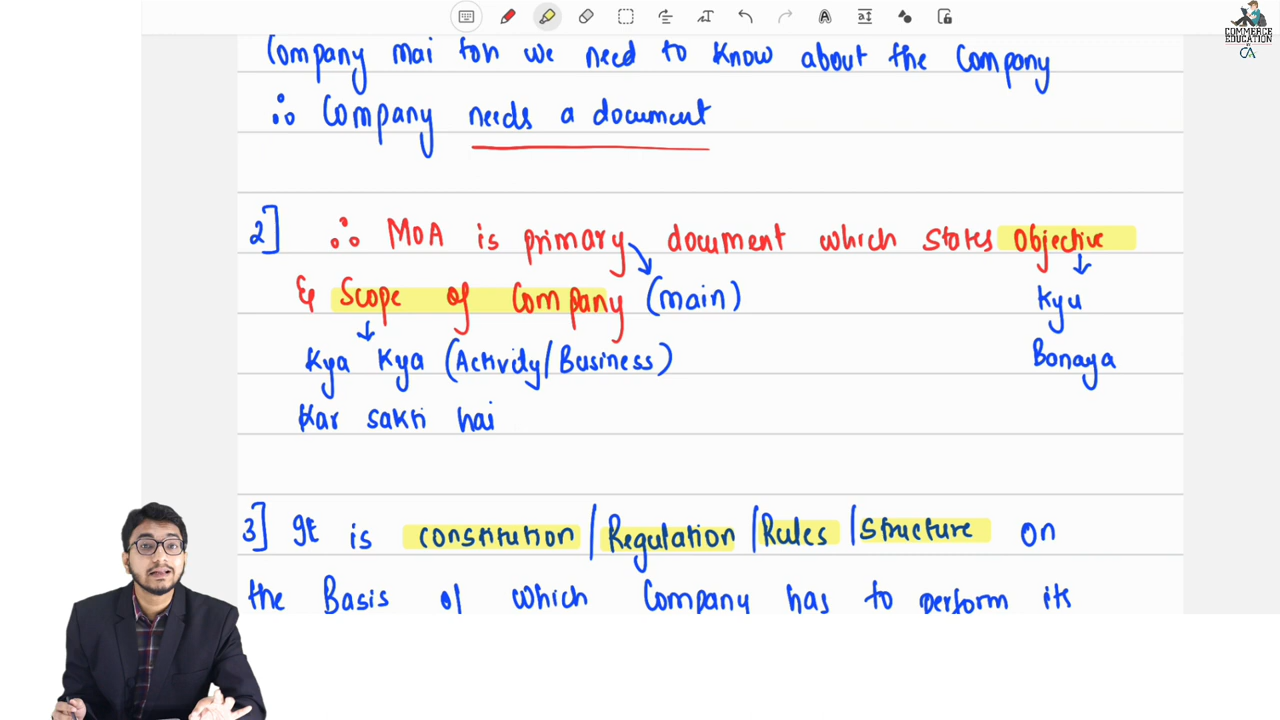 COMMERCE
EDUCATION
BY
CA
Company mai toh we need to know about the Company
∴ Company needs a document
2] ∴ MOA is primary document which states Objective
& Scope of Company (main)
Kyu
Banaya
Kya Kya (Activity/Business)
Kar sakti hai
3] It is constitution/Regulation/Rules/Structure on
the Basis of which Company has to perform its